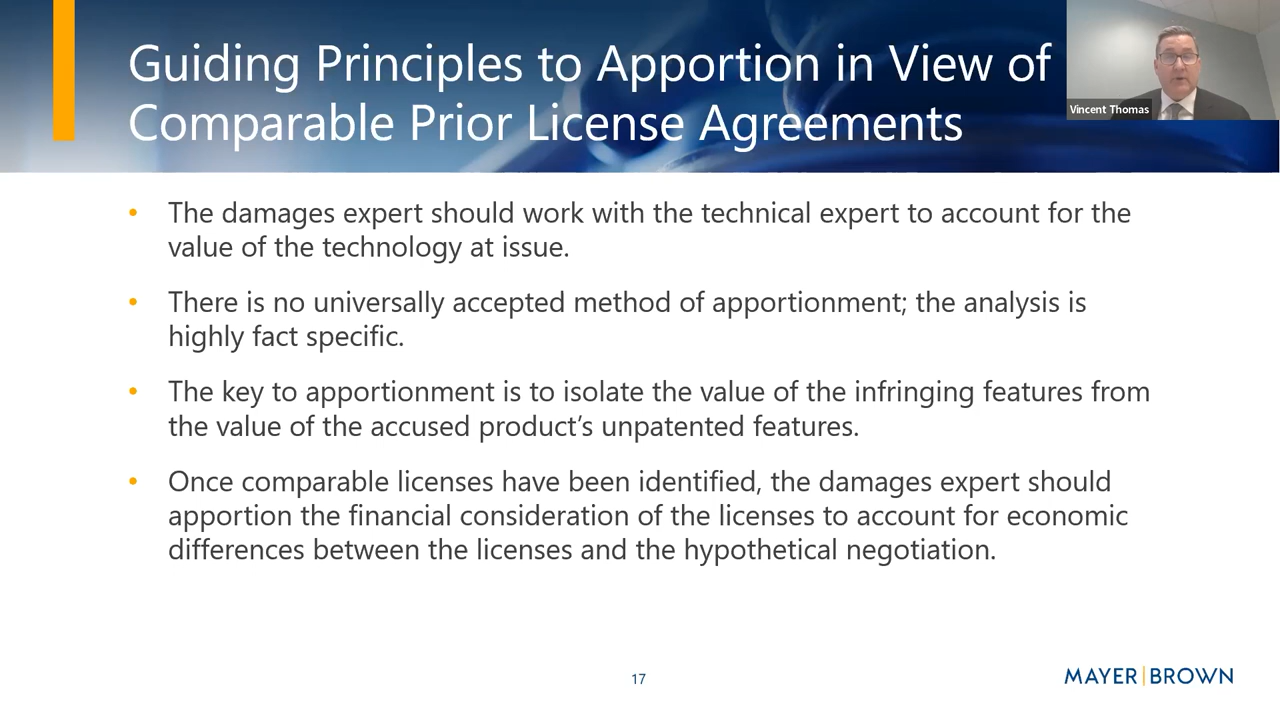 Guiding Principles to Apportion in View of
Comparable Prior License Agreements
Vincent Thomas
• The damages expert should work with the technical expert to account for the
value of the technology at issue.
• There is no universally accepted method of apportionment; the analysis is
highly fact specific.
• The key to apportionment is to isolate the value of the infringing features from
the value of the accused product’s unpatented features.
• Once comparable licenses have been identified, the damages expert should
apportion the financial consideration of the licenses to account for economic
differences between the licenses and the hypothetical negotiation.
17
MAYER|BROWN